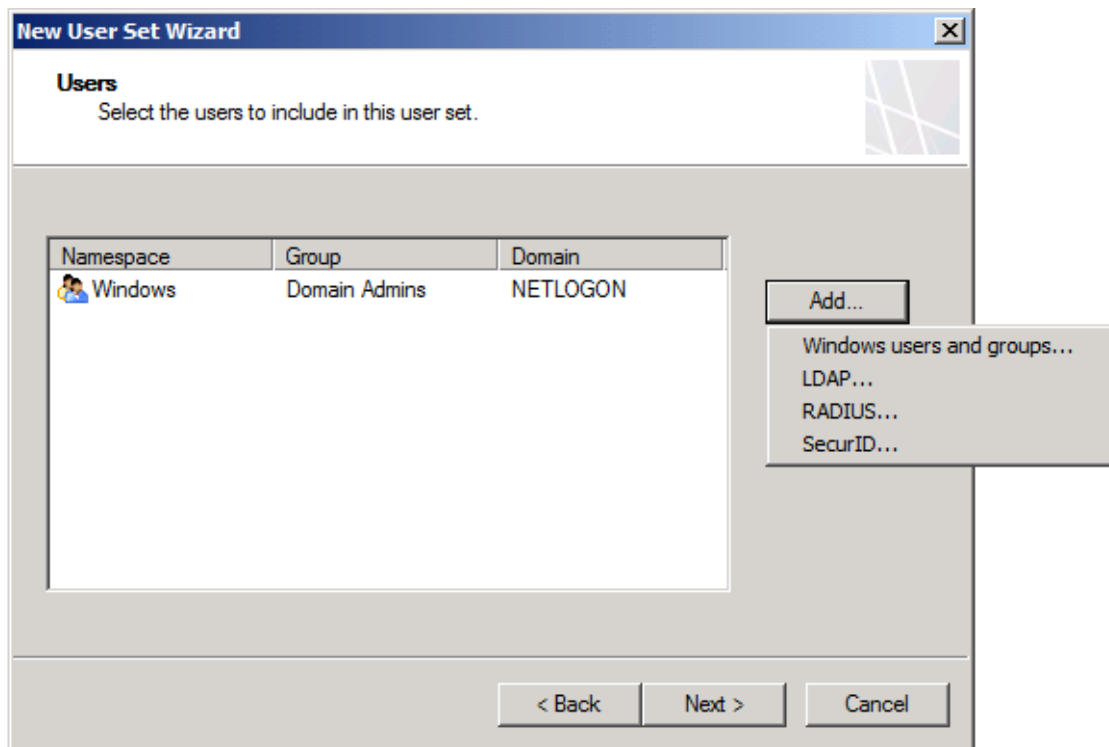 New User Set Wizard
Users
Select the users to include in this user set.
Namespace Group Domain
Windows Domain Admins NETLOGON
Add...
Windows users and groups...
LDAP...
RADIUS...
SecurID...
< Back Next > Cancel